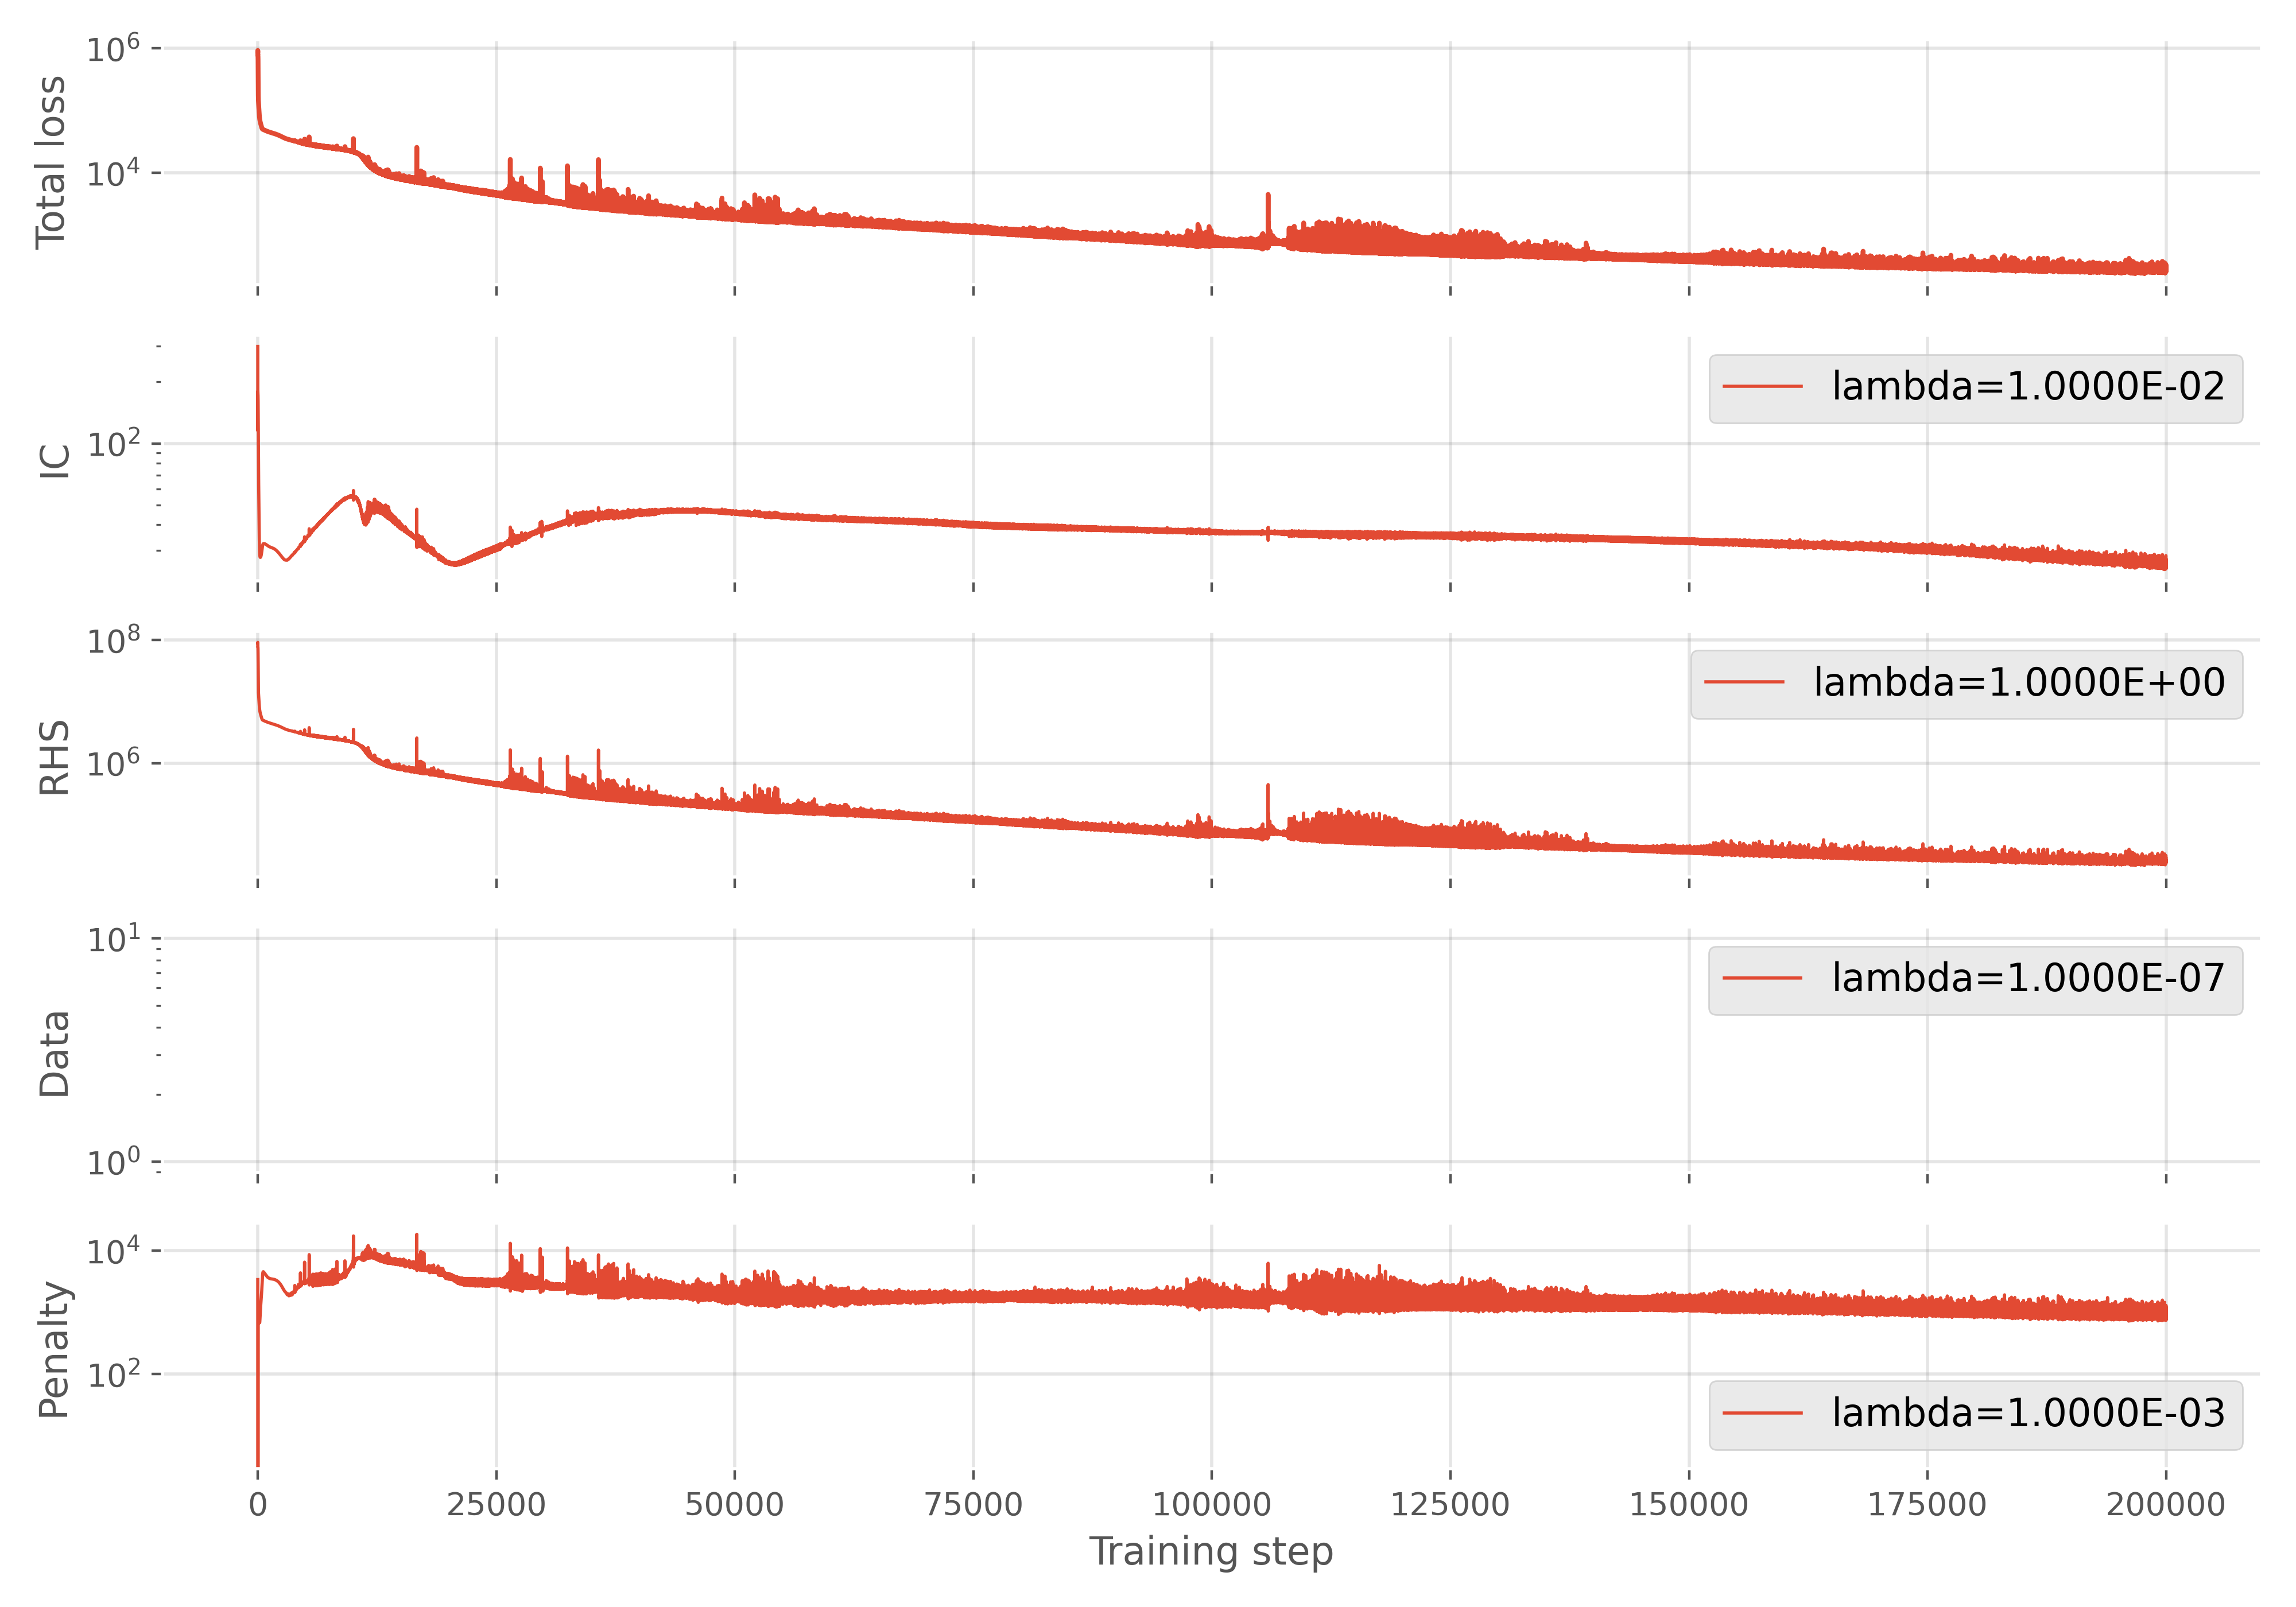 Total loss
10^6
10^4
IC
10^2
lambda=1.0000E-02
RHS
10^8
10^6
lambda=1.0000E+00
Data
10^1
10^0
lambda=1.0000E-07
Penalty
10^4
10^2
lambda=1.0000E-03
0 25000 50000 75000 100000 125000 150000 175000 200000
Training step